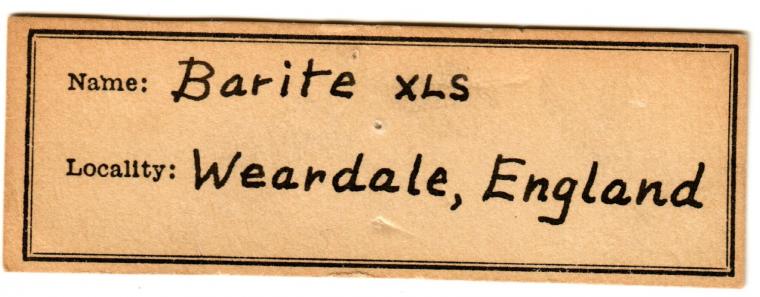 Name: Barite XLS
Locality: Weardale, England